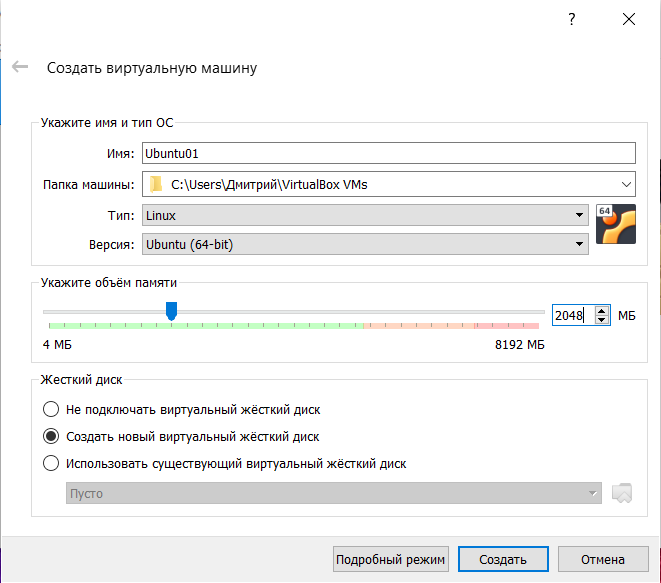 ?
Создать виртуальную машину
Укажите имя и тип ОС
Имя: Ubuntu01
Папка машины: C:\Users\Дмитрий\VirtualBox VMs
Тип: Linux
64
Версия: Ubuntu (64-bit)
Укажите объём памяти
2048 МБ
4 МБ 8192 МБ
Жесткий диск
Не подключать виртуальный жёсткий диск
Создать новый виртуальный жёсткий диск
Использовать существующий виртуальный жёсткий диск
Пусто
Подробный режим Создать Отмена